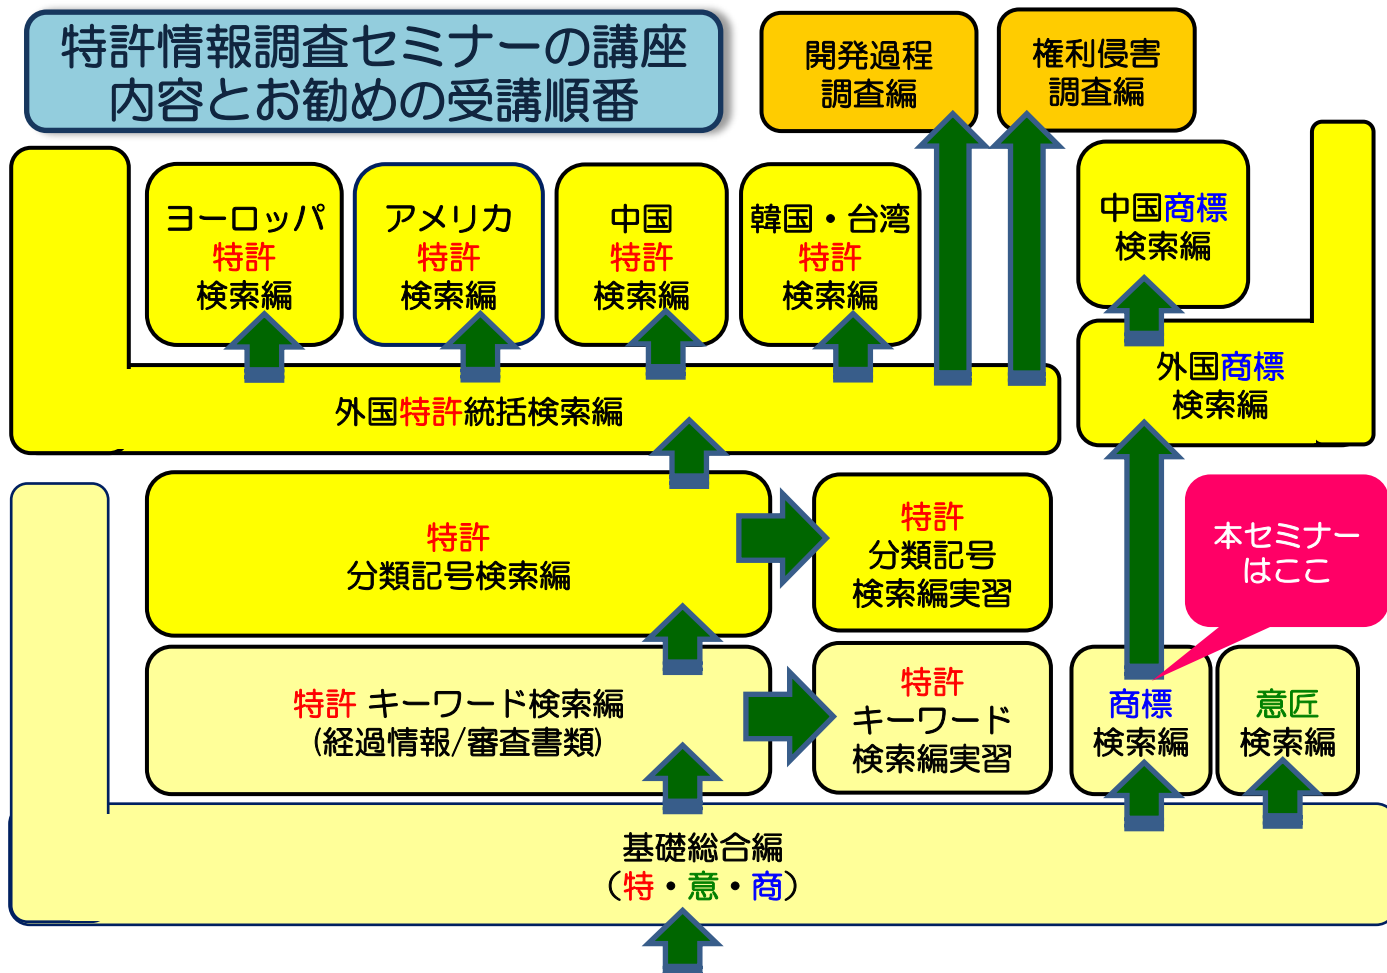 特許情報調査セミナーの講座
内容とお勧めの受講順番
開発過程
調査編
権利侵害
調査編
ヨーロッパ
特許
検索編
アメリカ
特許
検索編
中国
特許
検索編
韓国・台湾
特許
検索編
中国商標
検索編
外国特許統括検索編
外国商標
検索編
特許
分類記号検索編
特許
分類記号
検索編実習
本セミナー
はここ
特許 キーワード検索編
(経過情報/審査書類)
特許
キーワード
検索編実習
商標
検索編
意匠
検索編
基礎総合編
（特・意・商）